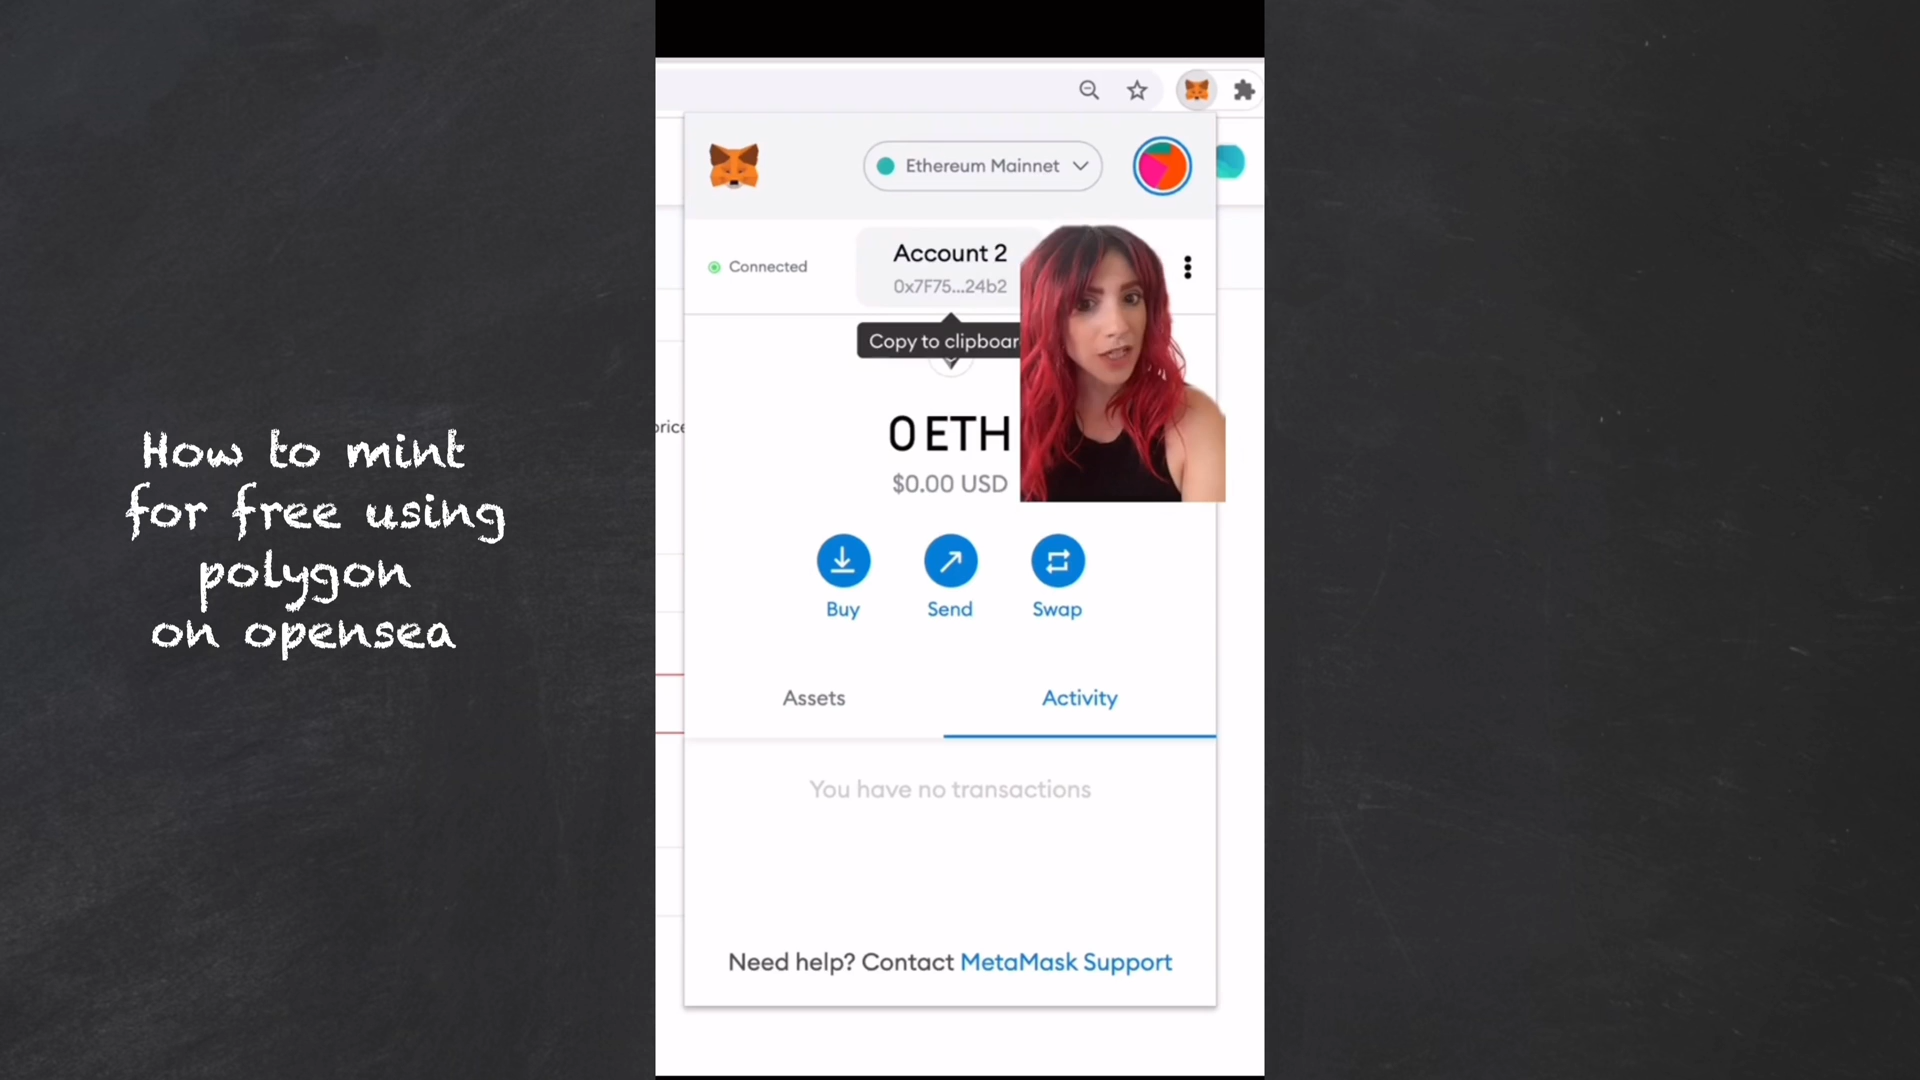 How to mint
for free using
polygon
on opensea
Ethereum Mainnet
Connected
Account 2
0x7F75...24b2
Copy to clipboar
0 ETH
$0.00 USD
Buy
Send
Swap
Assets
Activity
You have no transactions
Need help? Contact MetaMask Support